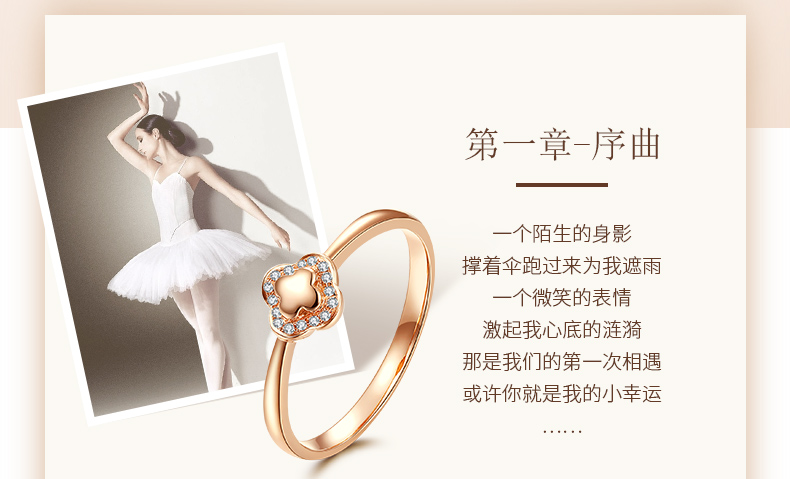 第一章-序曲
一个陌生的身影
撑着伞跑过来为我遮雨
一个微笑的表情
激起我心底的涟漪
那是我们的第一次相遇
或许你就是我的小幸运
……